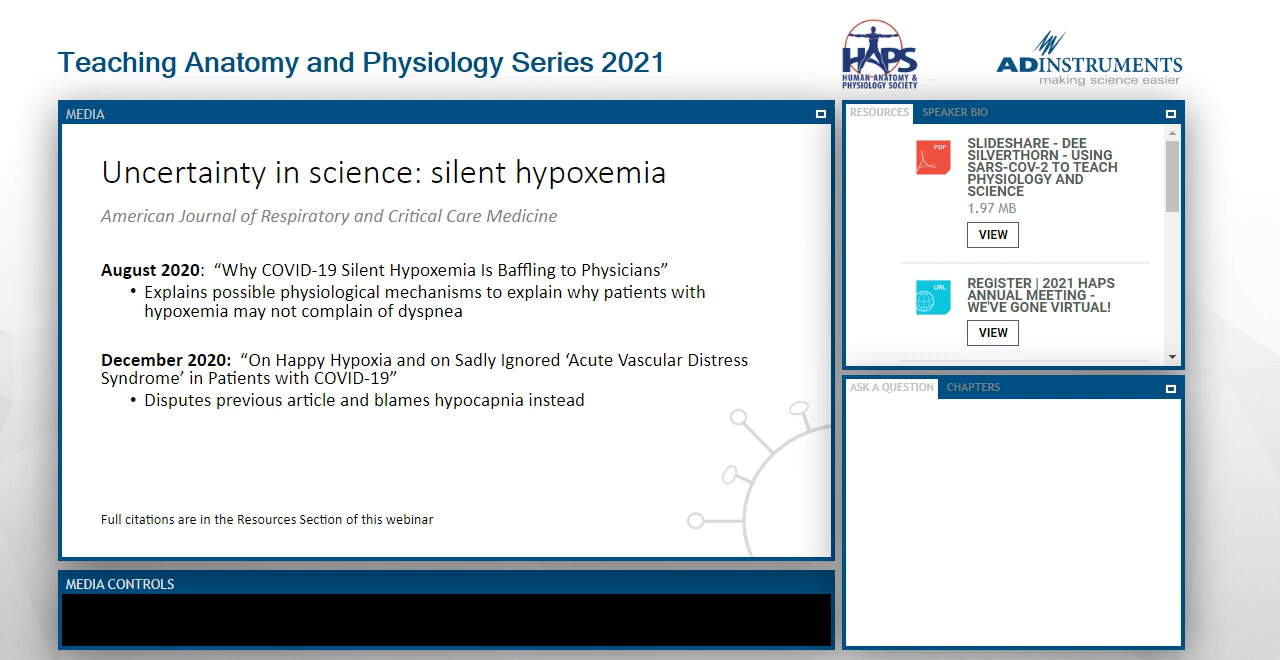 Teaching Anatomy and Physiology Series 2021
HAPS
HUMAN ANATOMY &
PHYSIOLOGY SOCIETY
ADINSTRUMENTS
making science easier
MEDIA
Uncertainty in science: silent hypoxemia
American Journal of Respiratory and Critical Care Medicine
August 2020: “Why COVID-19 Silent Hypoxemia Is Baffling to Physicians”
• Explains possible physiological mechanisms to explain why patients with
hypoxemia may not complain of dyspnea
December 2020: “On Happy Hypoxia and on Sadly Ignored ‘Acute Vascular Distress
Syndrome’ in Patients with COVID-19”
• Disputes previous article and blames hypocapnia instead
Full citations are in the Resources Section of this webinar
MEDIA CONTROLS
RESOURCES SPEAKER BIO
PDF
SLIDESHARE - DEE
SILVERTHORN - USING
SARS-COV-2 TO TEACH
PHYSIOLOGY AND
SCIENCE
1.97 MB
VIEW
URL
REGISTER | 2021 HAPS
ANNUAL MEETING -
WE'VE GONE VIRTUAL!
VIEW
ASK A QUESTION CHAPTERS